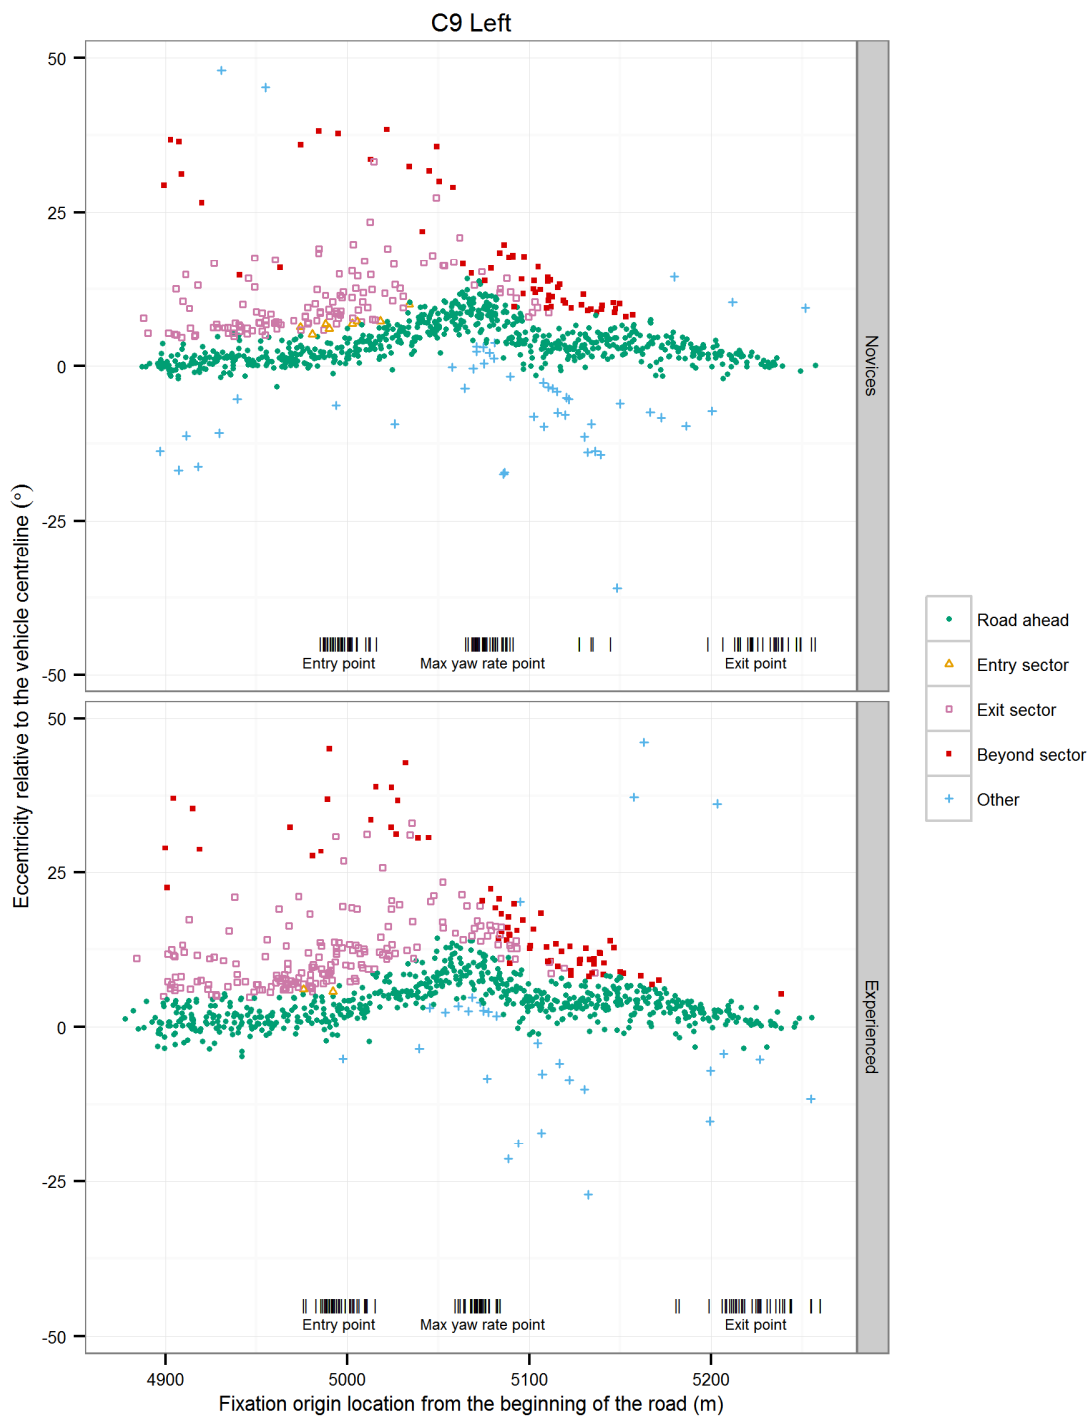 C9 Left
Eccentricity relative to the vehicle centreline (°)
50
25
0
-25
-50
Entry point
Max yaw rate point
Exit point
Novices
50
25
0
-25
-50
Entry point
Max yaw rate point
Exit point
Experienced
4900
5000
5100
5200
Fixation origin location from the beginning of the road (m)
Road ahead
Entry sector
Exit sector
Beyond sector
Other